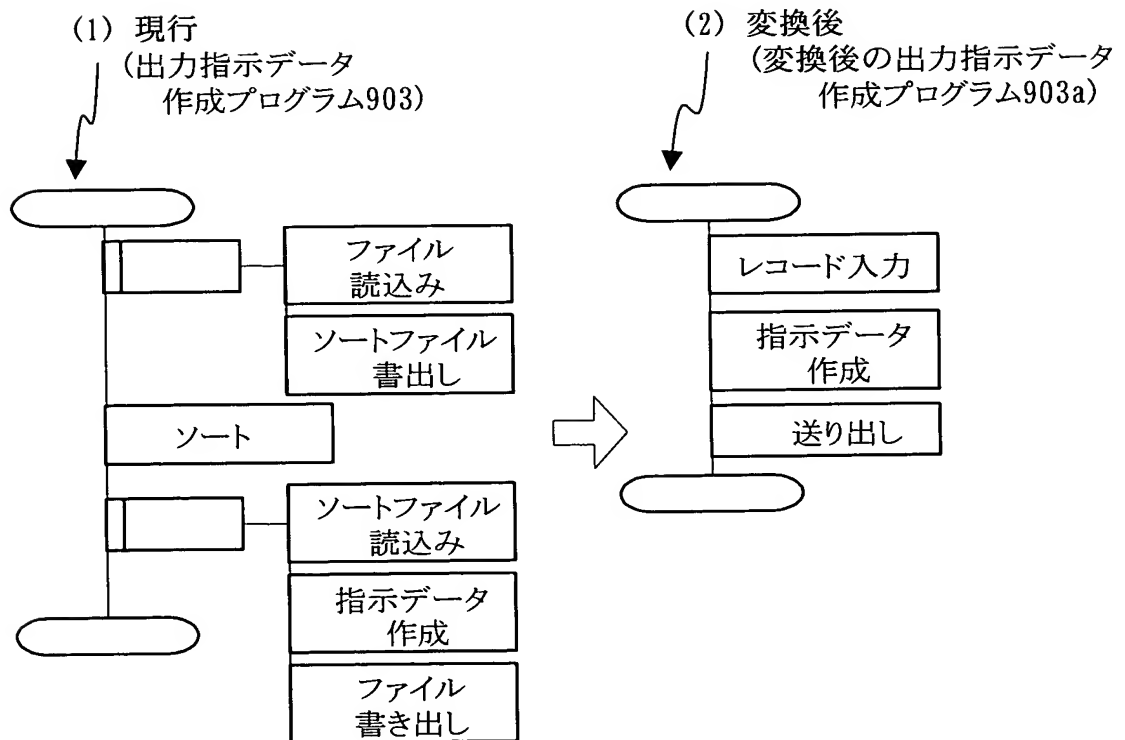 (1) 現行
(出力指示データ
作成プログラム903)
ファイル
読込み
ソートファイル
書出し
ソート
ソートファイル
読込み
指示データ
作成
ファイル
書き出し
(2) 変換後
(変換後の出力指示データ
作成プログラム903a)
レコード入力
指示データ
作成
送り出し